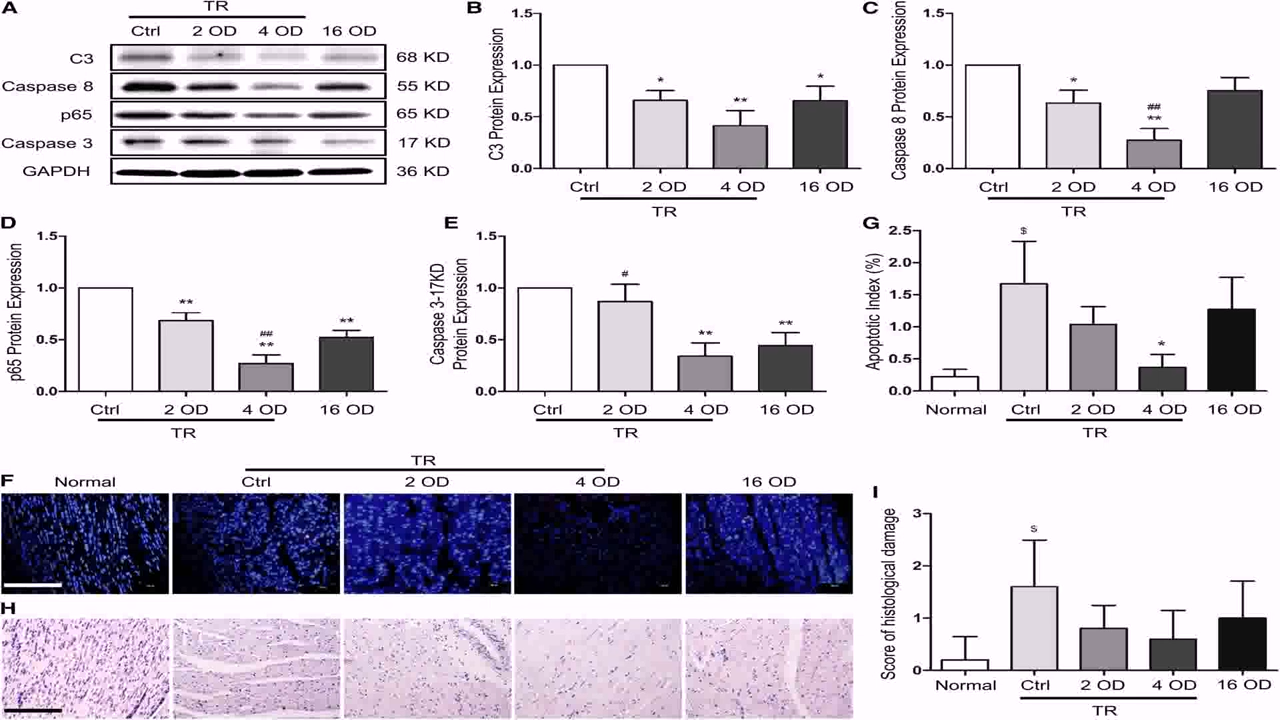 A
TR
Ctrl 2 OD 4 OD 16 OD
C3 68 KD
Caspase 8 55 KD
p65 65 KD
Caspase 3 17 KD
GAPDH 36 KD
B
C3 Protein Expression
1.5
1.0
0.5
0.0
* ** *
Ctrl 2 OD 4 OD 16 OD
TR
C
Caspase 8 Protein Expression
1.5
1.0
0.5
0.0
* ## **
Ctrl 2 OD 4 OD 16 OD
TR
D
p65 Protein Expression
1.5
1.0
0.5
0.0
** ## ** **
Ctrl 2 OD 4 OD 16 OD
TR
E
Caspase 3-17KD
Protein Expression
1.5
1.0
0.5
0.0
# ** **
Ctrl 2 OD 4 OD 16 OD
TR
G
Apoptotic Index (%)
2.5
2.0
1.5
1.0
0.5
0.0
$ *
Normal Ctrl 2 OD 4 OD 16 OD
TR
TR
F Normal Ctrl 2 OD 4 OD 16 OD
H
I
Score of histological damage
3
2
1
0
$
Normal Ctrl 2 OD 4 OD 16 OD
TR